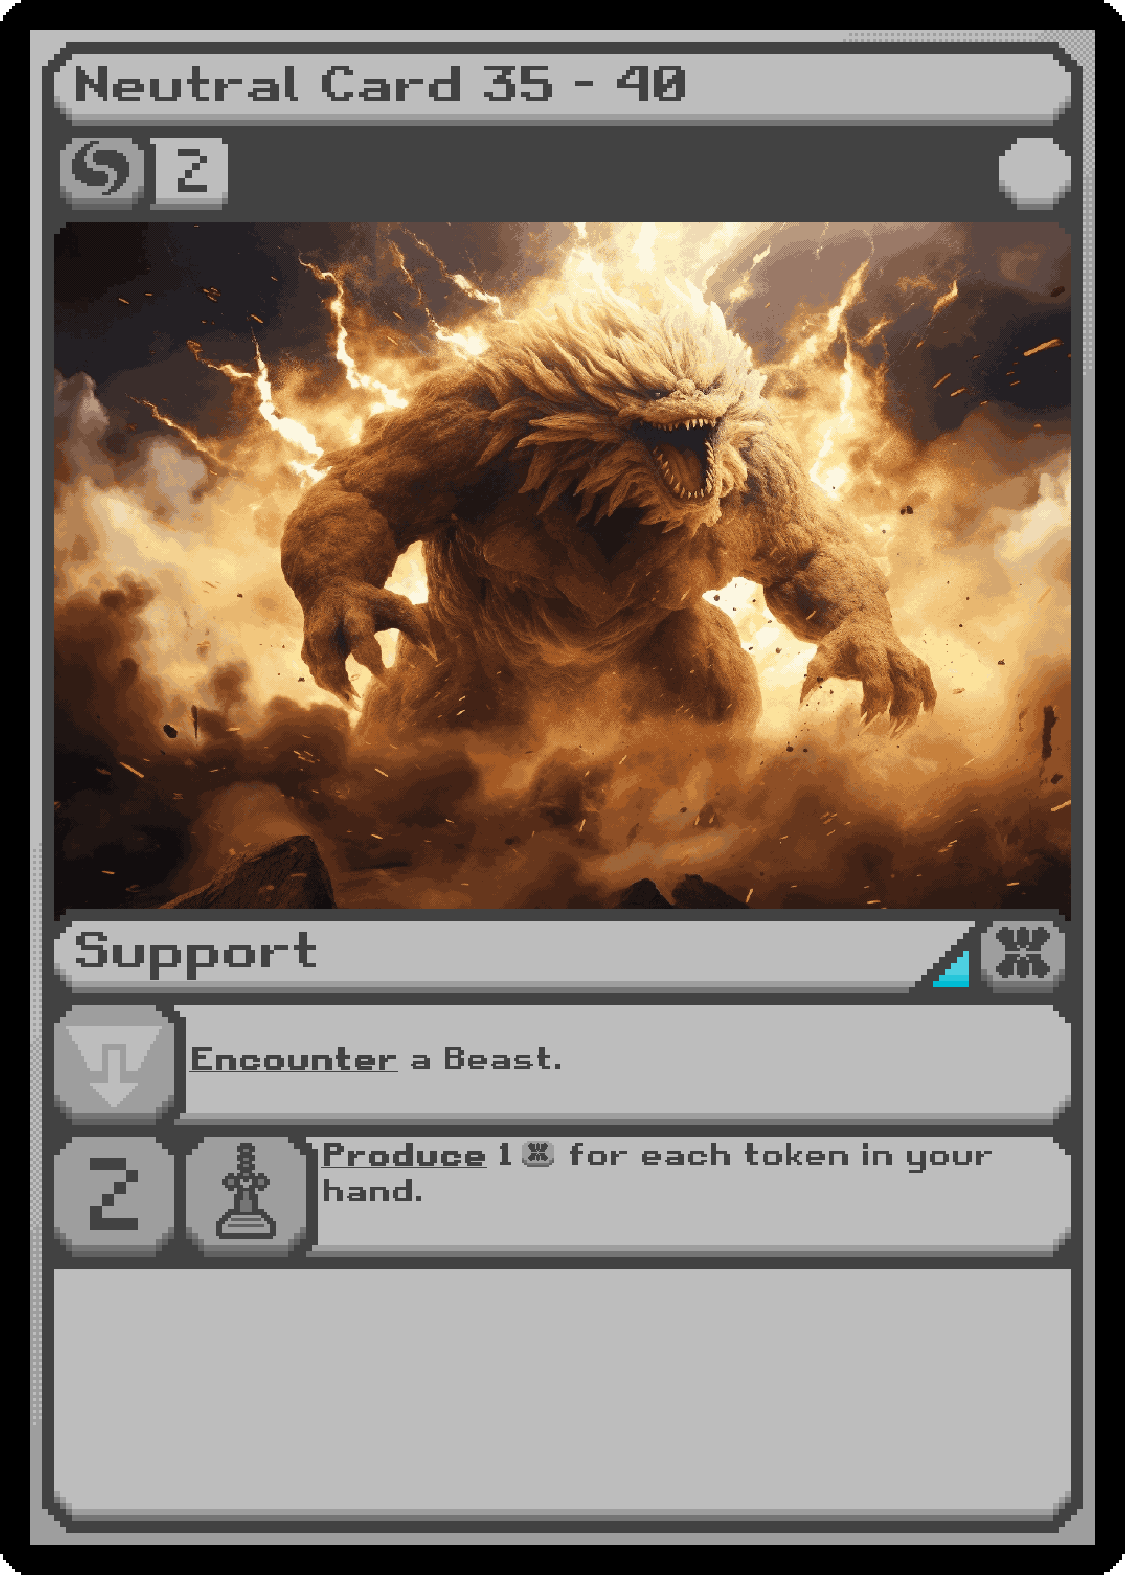 Neutral Card 35 - 40
2
Support
Encounter a Beast.
2
Produce 1 for each token in your
hand.